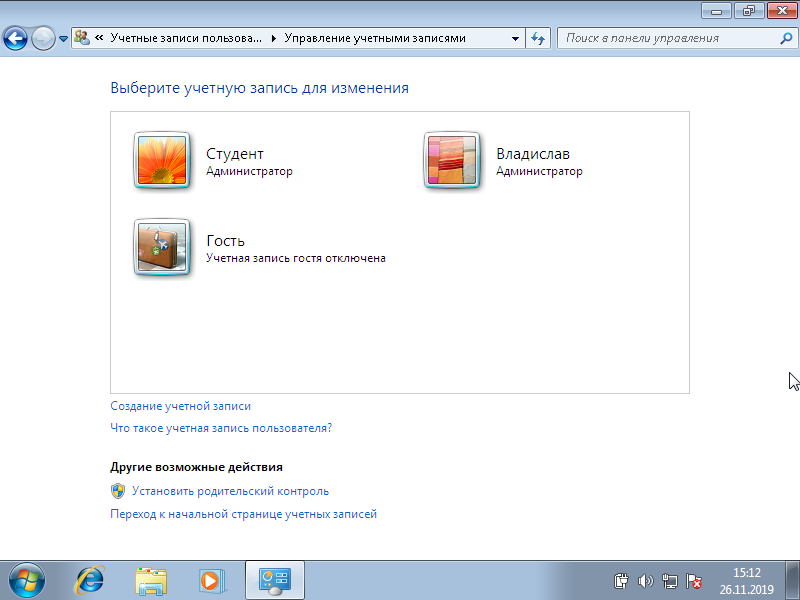 « Учетные записи пользова... ▸ Управление учетными записями
Поиск в панели управления
Выберите учетную запись для изменения
Студент
Администратор
Владислав
Администратор
Гость
Учетная запись гостя отключена
Создание учетной записи
Что такое учетная запись пользователя?
Другие возможные действия
Установить родительский контроль
Переход к начальной странице учетных записей
15:12
26.11.2019